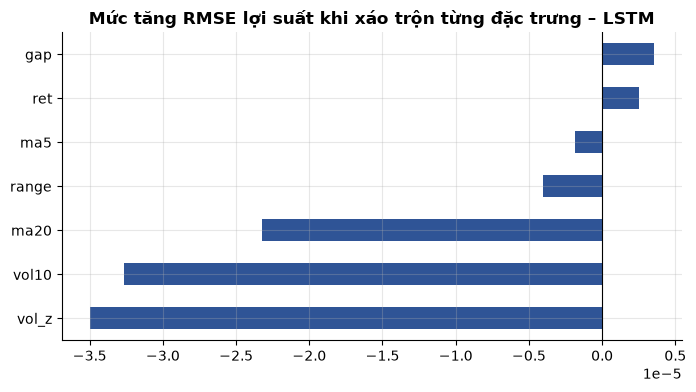 Mức tăng RMSE lợi suất khi xáo trộn từng đặc trưng – LSTM
gap
ret
ma5
range
ma20
vol10
vol_z
−3.5 −3.0 −2.5 −2.0 −1.5 −1.0 −0.5 0.0 0.5
1e−5